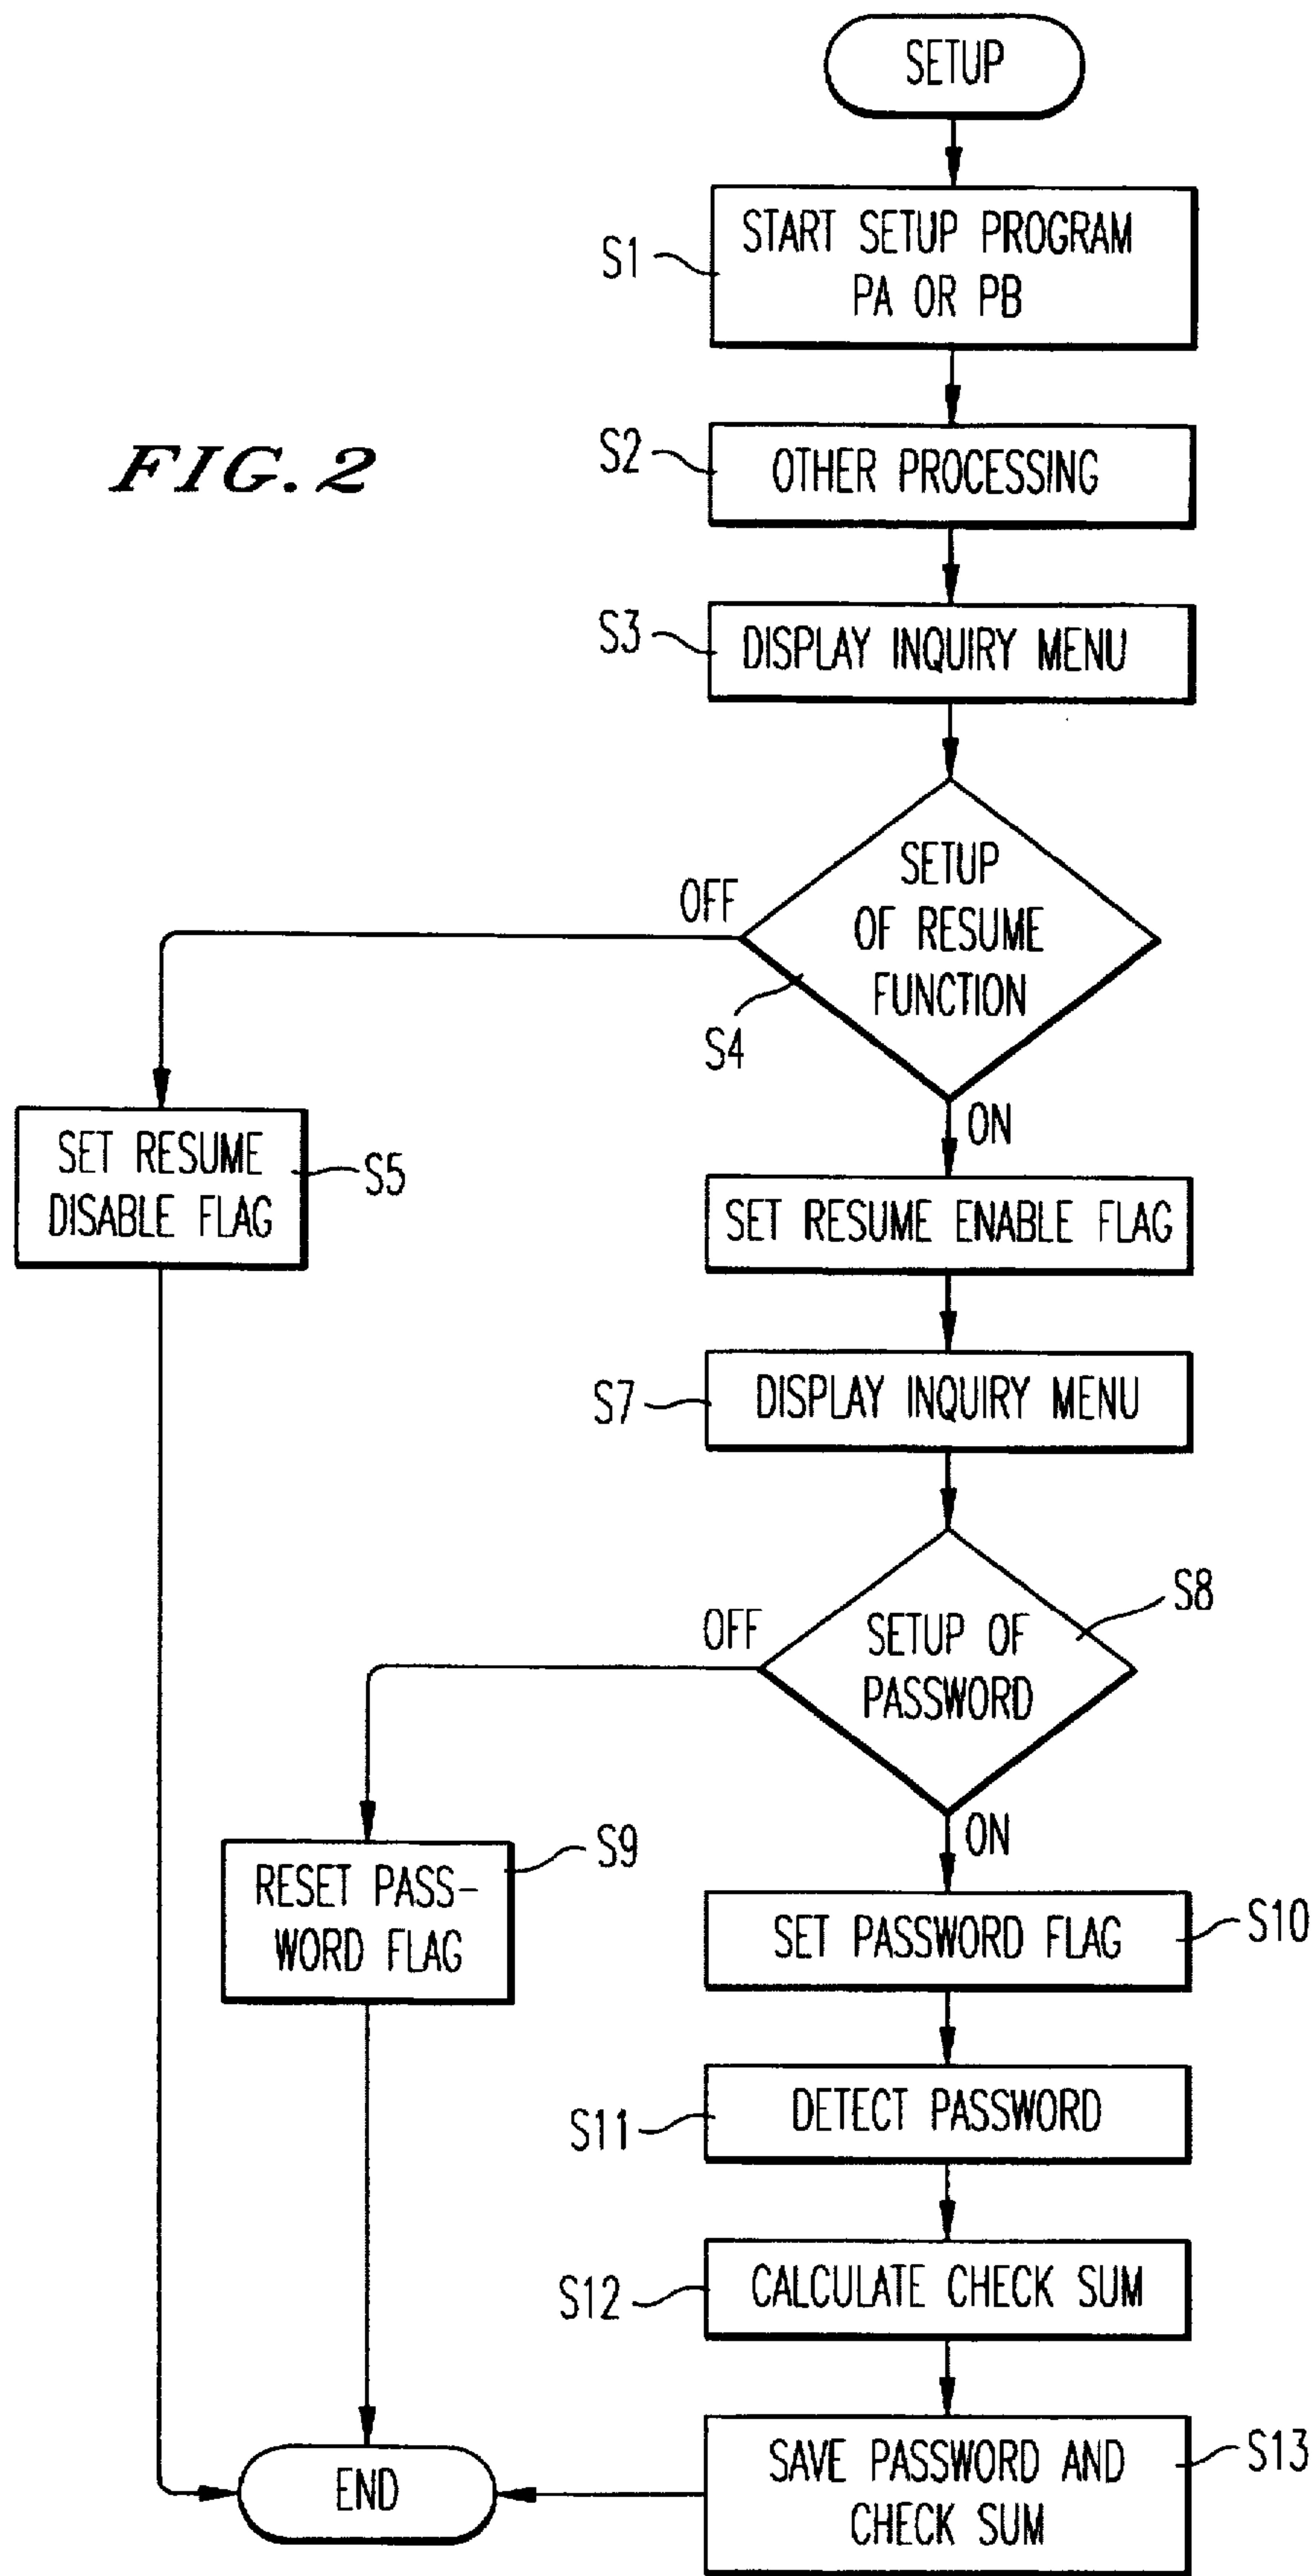 SETUP
S1
START SETUP PROGRAM
PA OR PB
FIG. 2
S2
OTHER PROCESSING
S3
DISPLAY INQUIRY MENU
SETUP
OF RESUME
FUNCTION
OFF
S4
ON
SET RESUME
DISABLE FLAG
S5
SET RESUME ENABLE FLAG
S7
DISPLAY INQUIRY MENU
S8
SETUP OF
PASSWORD
OFF
ON
S9
RESET PASS-
WORD FLAG
SET PASSWORD FLAG
S10
S11
DETECT PASSWORD
S12
CALCULATE CHECK SUM
SAVE PASSWORD AND
CHECK SUM
S13
END